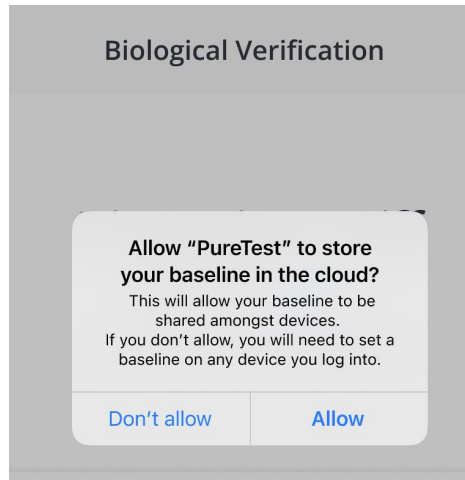 Biological Verification
Allow “PureTest” to store
your baseline in the cloud?
This will allow your baseline to be
shared amongst devices.
If you don’t allow, you will need to set a
baseline on any device you log into.
Don’t allow
Allow